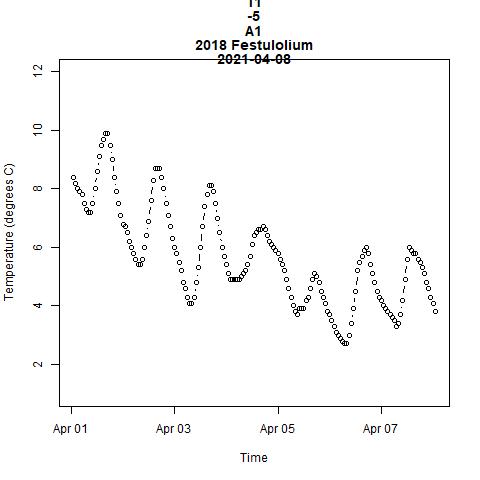 T1
-5
A1
2018 Festulolium
2021-04-08
Temperature (degrees C)
12
10
8
6
4
2
Apr 01
Apr 03
Apr 05
Apr 07
Time